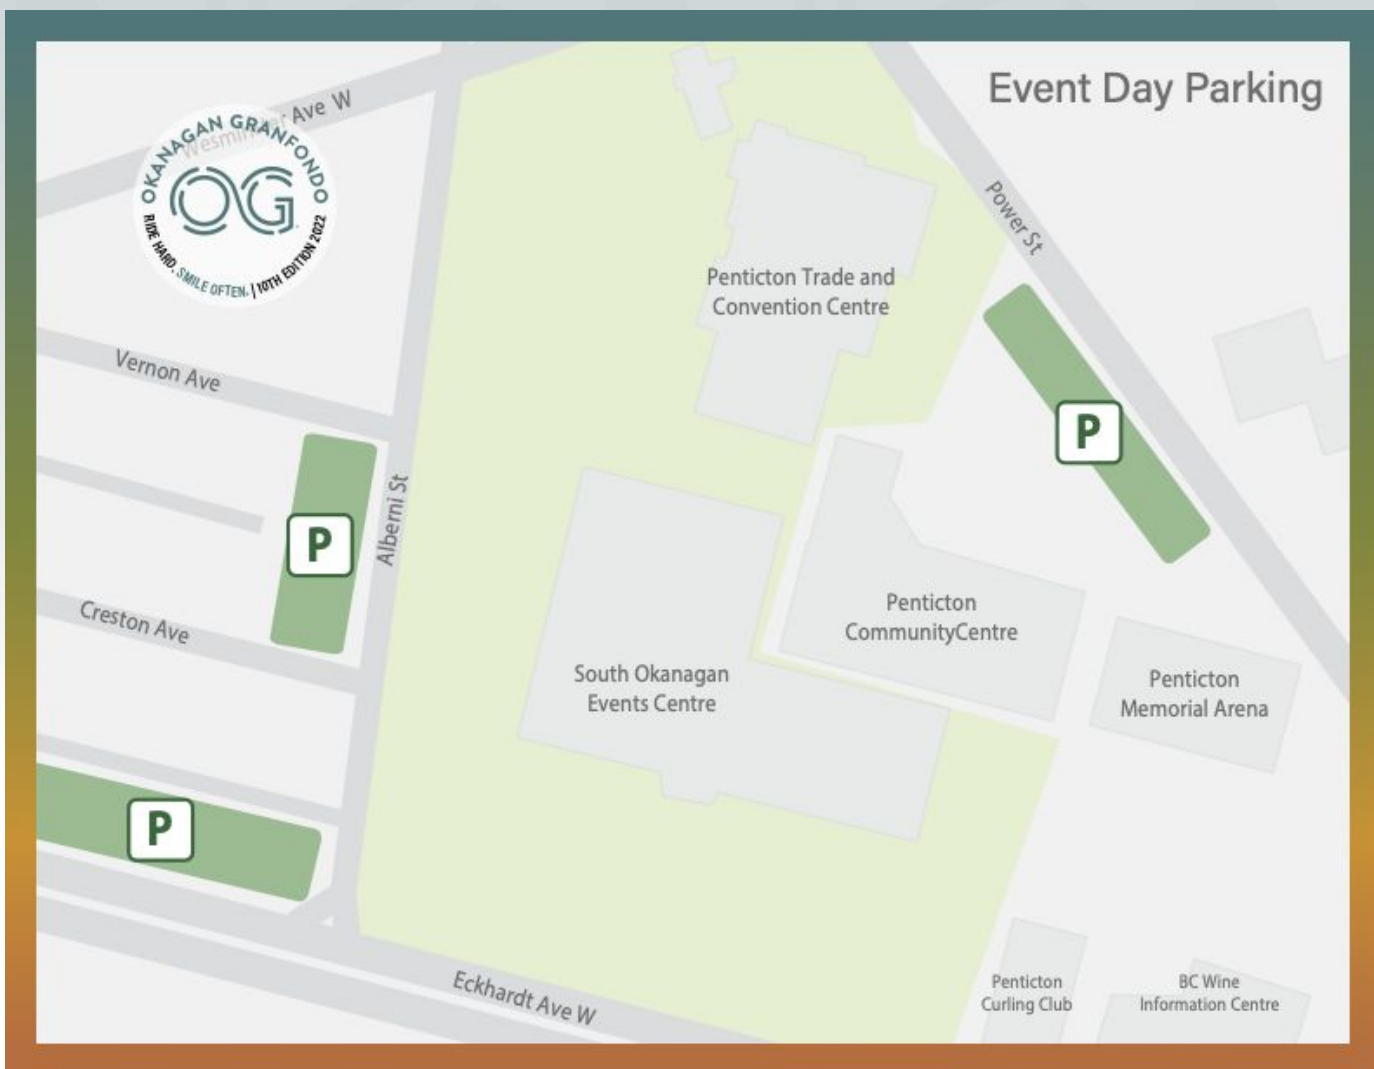 Event Day Parking
Wesminster Ave W
OKANAGAN GRANFONDO
OG
RIDE HARD. SMILE OFTEN. | 10TH EDITION 2022
Power St
Penticton Trade and
Convention Centre
Vernon Ave
P
P
Alberni St
Creston Ave
Penticton
CommunityCentre
South Okanagan
Events Centre
Penticton
Memorial Arena
P
Eckhardt Ave W
Penticton
Curling Club
BC Wine
Information Centre